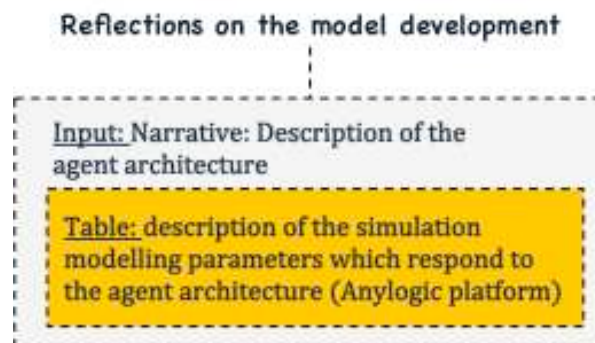 Reflections on the model development
Input: Narrative: Description of the
agent architecture
Table: description of the simulation
modelling parameters which respond to
the agent architecture (Anylogic platform)